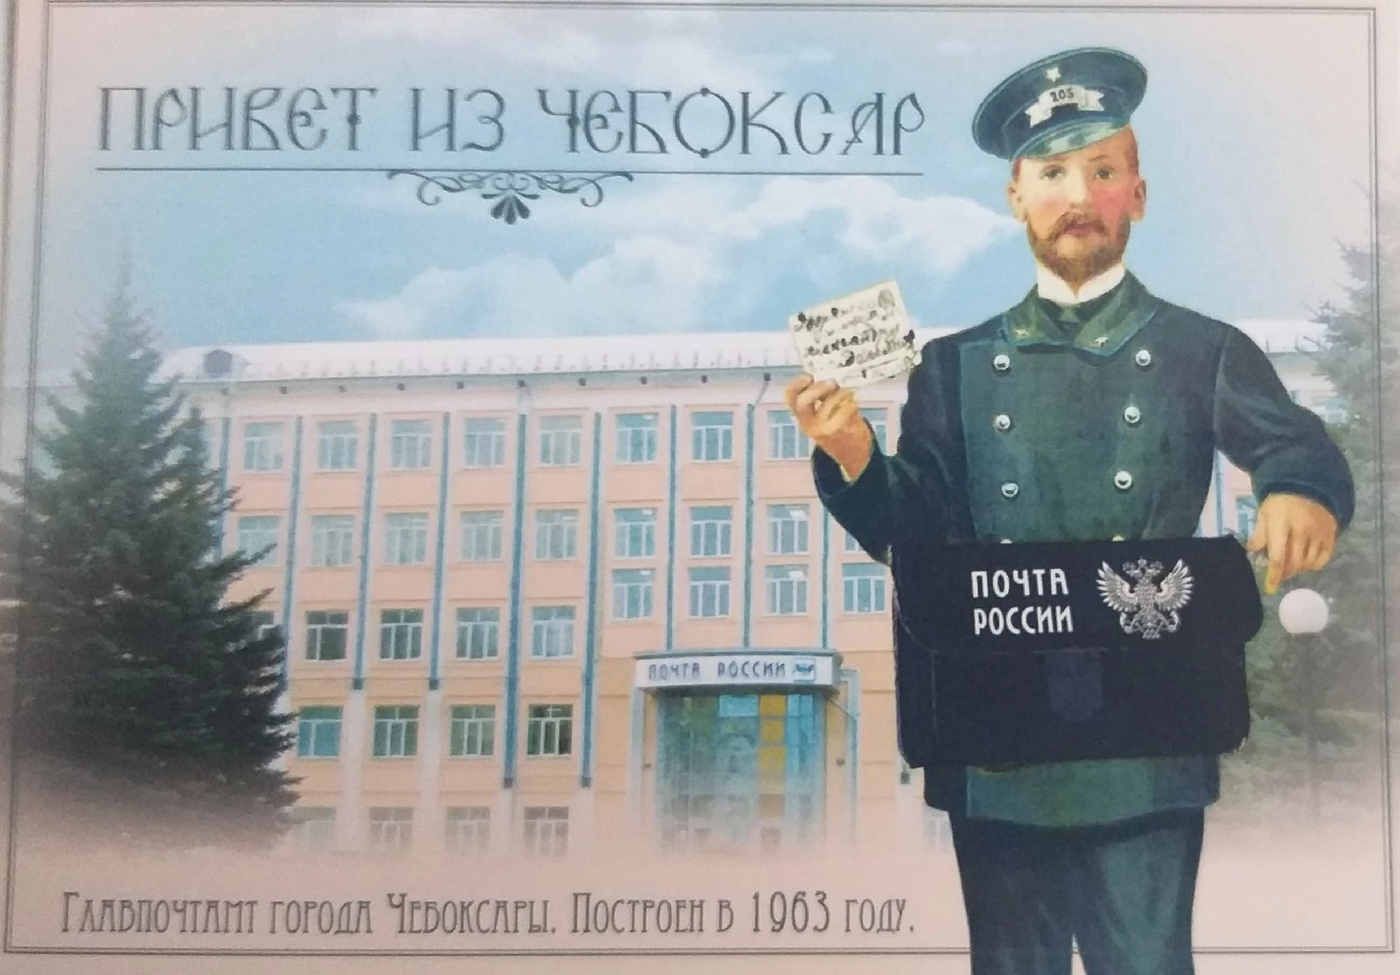 ПРИВЕТ ИЗ ЧЕБОКСАР
205
ПОЧТА
РОССИИ
ПОЧТА РОССИИ
Главпочтамт города Чебоксары. Построен в 1963 году.